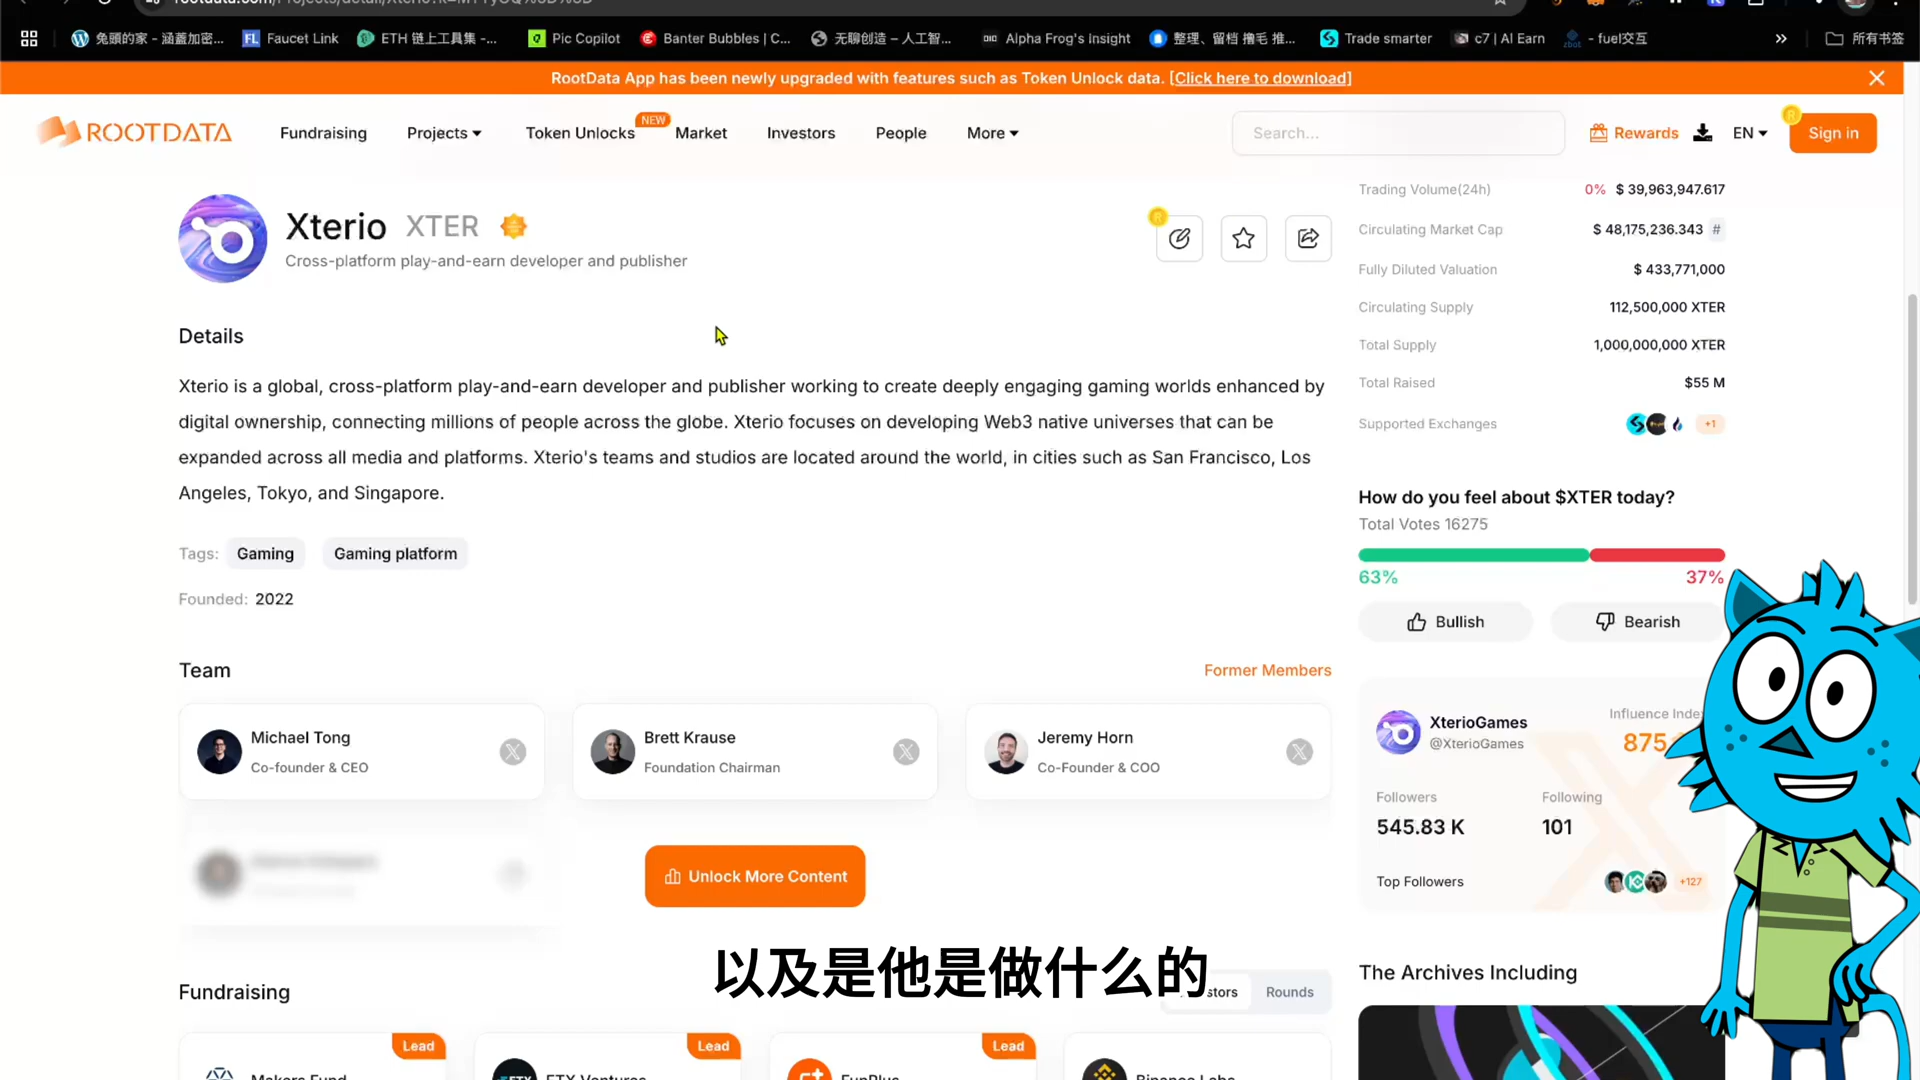 兔頭的家 - 涵蓋加密...
FL Faucet Link
ETH 链上工具集 -...
Pic Copilot
Banter Bubbles | C...
无聊创造 – 人工智...
Alpha Frog's Insight
整理、留档 撸毛 推...
Trade smarter
c7 | AI Earn
- fuel交互
所有书签
RootData App has been newly upgraded with features such as Token Unlock data. [Click here to download]
ROOTDATA
Fundraising
Projects
Token Unlocks
NEW
Market
Investors
People
More
Search...
Rewards
EN
Sign in
Xterio XTER
Cross-platform play-and-earn developer and publisher
Details
Xterio is a global, cross-platform play-and-earn developer and publisher working to create deeply engaging gaming worlds enhanced by
digital ownership, connecting millions of people across the globe. Xterio focuses on developing Web3 native universes that can be
expanded across all media and platforms. Xterio's teams and studios are located around the world, in cities such as San Francisco, Los
Angeles, Tokyo, and Singapore.
Tags: Gaming Gaming platform
Founded: 2022
Team
Former Members
Michael Tong
Co-founder & CEO
Brett Krause
Foundation Chairman
Jeremy Horn
Co-Founder & COO
Unlock More Content
以及是他是做什么的
Fundraising
Rounds
Lead
Lead
Lead
Trading Volume(24h) 0% $ 39,963,947.617
Circulating Market Cap $ 48,175,236.343 #
Fully Diluted Valuation $ 433,771,000
Circulating Supply 112,500,000 XTER
Total Supply 1,000,000,000 XTER
Total Raised $55 M
Supported Exchanges +1
How do you feel about $XTER today?
Total Votes 16275
63% 37%
Bullish
Bearish
XterioGames
@XterioGames
Influence
875
Followers
Following
545.83 K
101
Top Followers
+127
The Archives Including